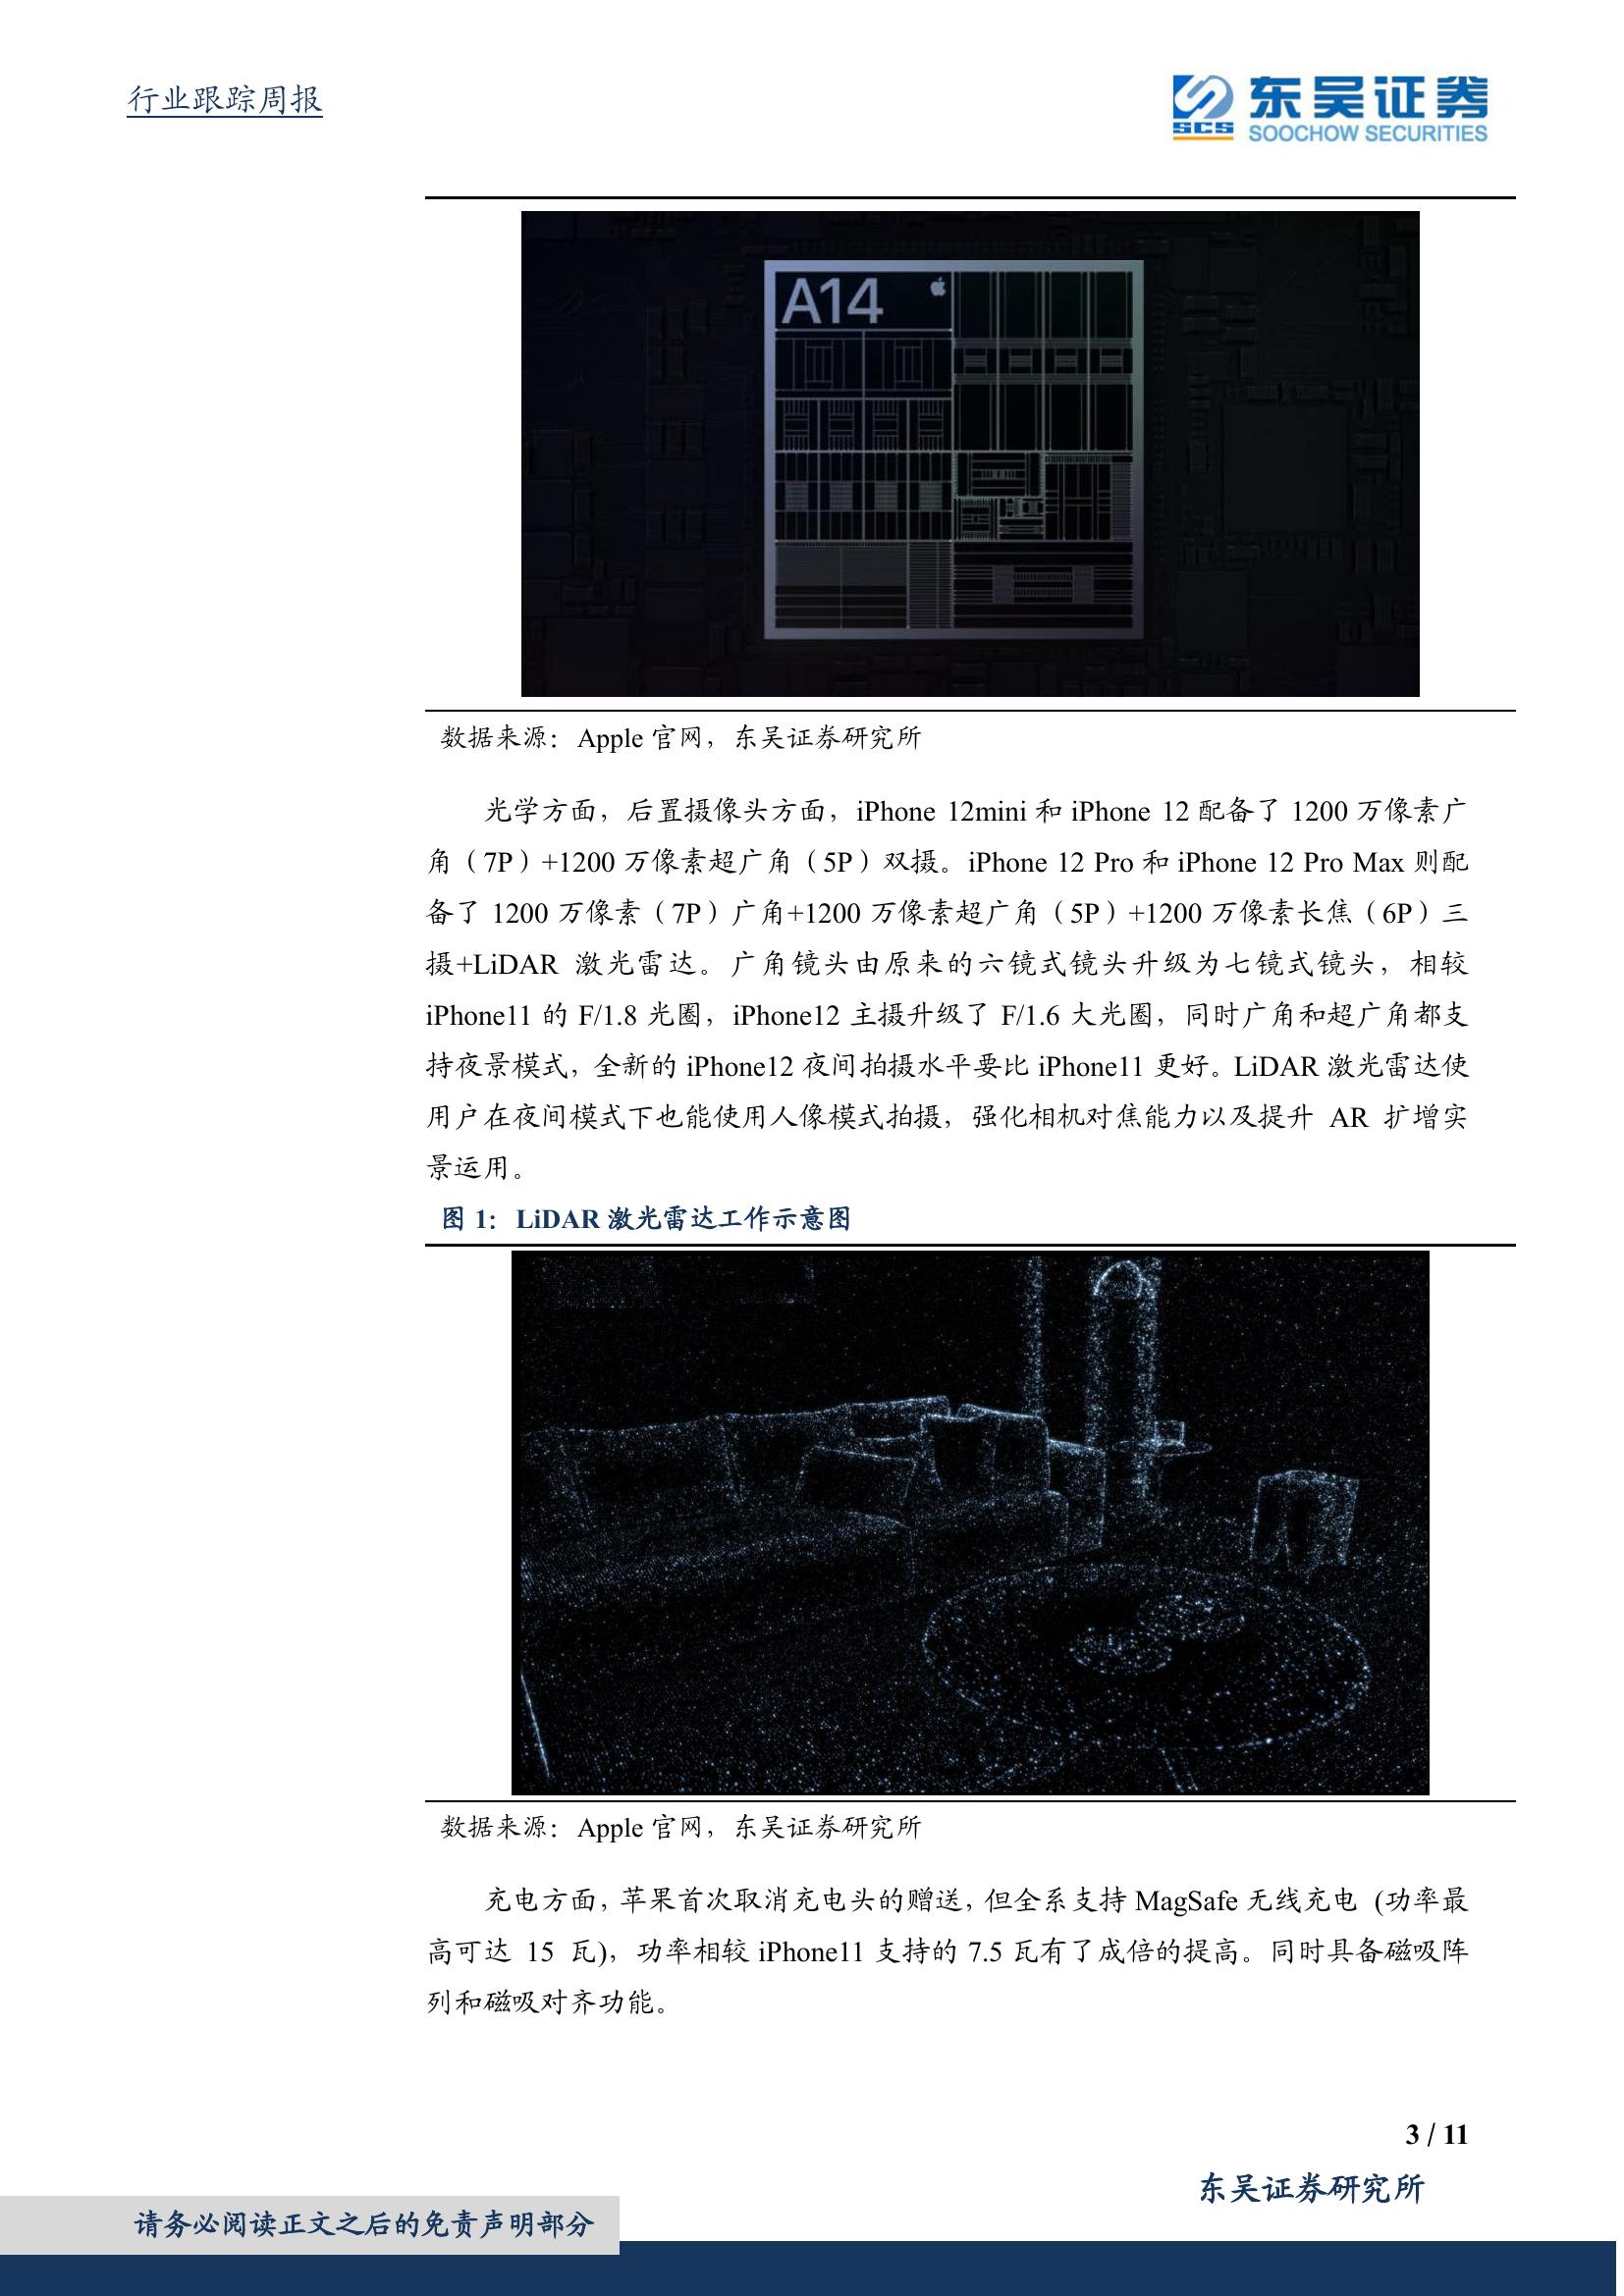 行业跟踪周报
SCS
东吴证券
SOOCHOW SECURITIES
A14
数据来源：Apple 官网，东吴证券研究所
光学方面，后置摄像头方面，iPhone 12mini 和 iPhone 12 配备了 1200 万像素广
角（7P）+1200 万像素超广角（5P）双摄。iPhone 12 Pro 和 iPhone 12 Pro Max 则配
备了 1200 万像素（7P）广角+1200 万像素超广角（5P）+1200 万像素长焦（6P）三
摄+LiDAR 激光雷达。广角镜头由原来的六镜式镜头升级为七镜式镜头，相较
iPhone11 的 F/1.8 光圈，iPhone12 主摄升级了 F/1.6 大光圈，同时广角和超广角都支
持夜景模式，全新的 iPhone12 夜间拍摄水平要比 iPhone11 更好。LiDAR 激光雷达使
用户在夜间模式下也能使用人像模式拍摄，强化相机对焦能力以及提升 AR 扩增实
景运用。
图 1：LiDAR 激光雷达工作示意图
数据来源：Apple 官网，东吴证券研究所
充电方面，苹果首次取消充电头的赠送，但全系支持 MagSafe 无线充电 (功率最
高可达 15 瓦)，功率相较 iPhone11 支持的 7.5 瓦有了成倍的提高。同时具备磁吸阵
列和磁吸对齐功能。
3 / 11
东吴证券研究所
请务必阅读正文之后的免责声明部分